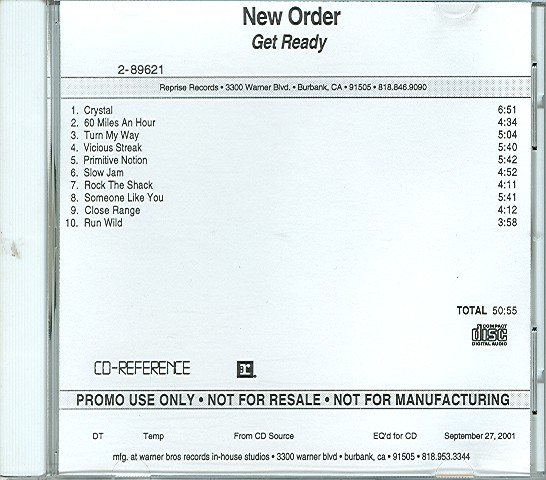 New Order
Get Ready
2-89621
Reprise Records • 3300 Warner Blvd. • Burbank, CA • 91505 • 818.846.9090
1. Crystal 6:51
2. 60 Miles An Hour 4:34
3. Turn My Way 5:04
4. Vicious Streak 5:40
5. Primitive Notion 5:42
6. Slow Jam 4:52
7. Rock The Shack 4:11
8. Someone Like You 5:41
9. Close Range 4:12
10. Run Wild 3:58
TOTAL 50:55
COMPACT
disc
DIGITAL AUDIO
CD-REFERENCE
PROMO USE ONLY • NOT FOR RESALE • NOT FOR MANUFACTURING
DT Temp From CD Source EQ'd for CD September 27, 2001
mfg. at warner bros records in-house studios • 3300 warner blvd • burbank, ca • 91505 • 818.953.3344